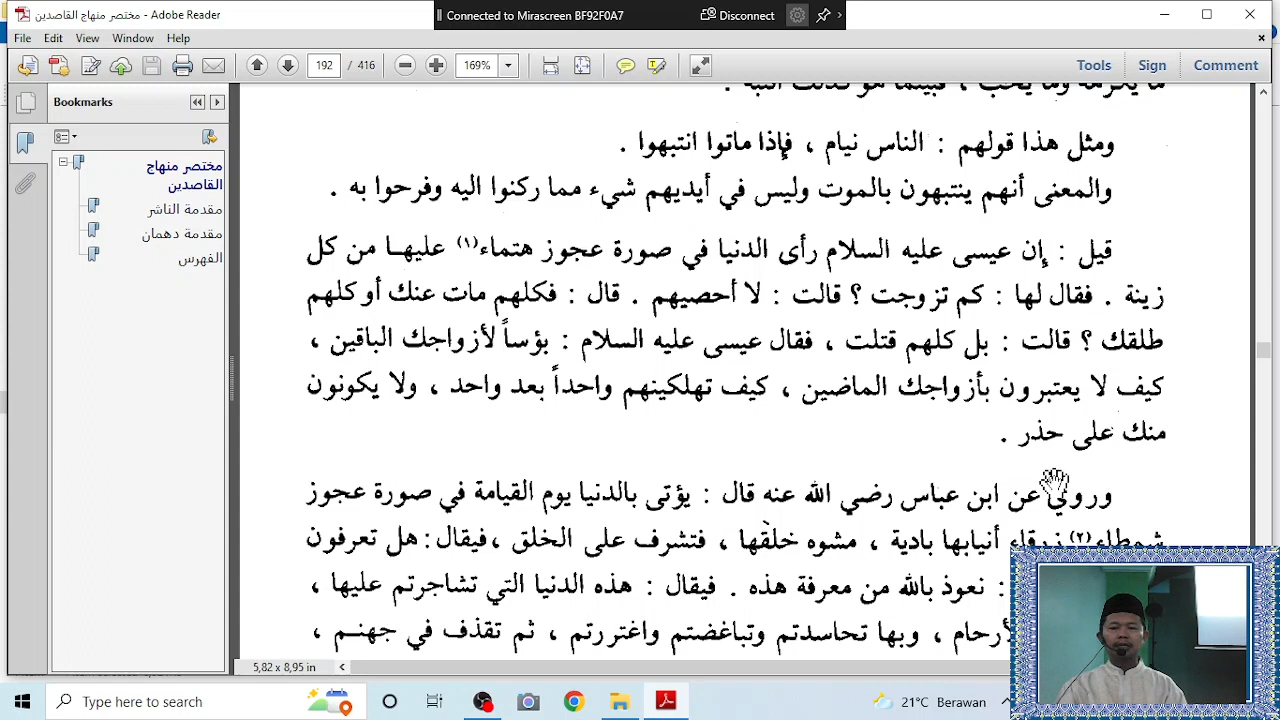 مختصر منهاج القاصدين - Adobe Reader
Connected to Mirascreen BF92F0A7
Disconnect
File Edit View Window Help
192 / 416
169%
Tools Sign Comment
Bookmarks
مختصر منهاج
القاصدين
مقدمة الناشر
مقدمة دهمان
الفهرس
ومثل هذا قولهم : الناس نيام ، فإذا ماتوا انتبهوا .
والمعنى أنهم ينتبهون بالموت وليس في أيديهم شيء مما ركنوا اليه وفرحوا به .
قيل : إن عيسى عليه السلام رأى الدنيا في صورة عجوز هتماء(١) عليها من كل
زينة . فقال لها : كم تزوجت ؟ قالت : لا أحصيهم . قال : فكلهم مات عنك أو كلهم
طلقك ؟ قالت : بل كلهم قتلت ، فقال عيسى عليه السلام : بؤساً لأزواجك الباقين ،
كيف لا يعتبرون بأزواجك الماضين ، كيف تهلكينهم واحداً بعد واحد ، ولا يكونون
منك على حذر .
وروي عن ابن عباس رضي الله عنه قال : يؤتى بالدنيا يوم القيامة في صورة عجوز
شمطاء(٢) زرقاء أنيابها بادية ، مشوه خلقها ، فتشرف على الخلق ، فيقال : هل تعرفون
: نعوذ بالله من معرفة هذه . فيقال : هذه الدنيا التي تشاجرتم عليها ،
، وبها تحاسدتم وتباغضتم واغتررتم ، ثم تقذف في جهنم ،
5,82 x 8,95 in
Type here to search
21°C Berawan